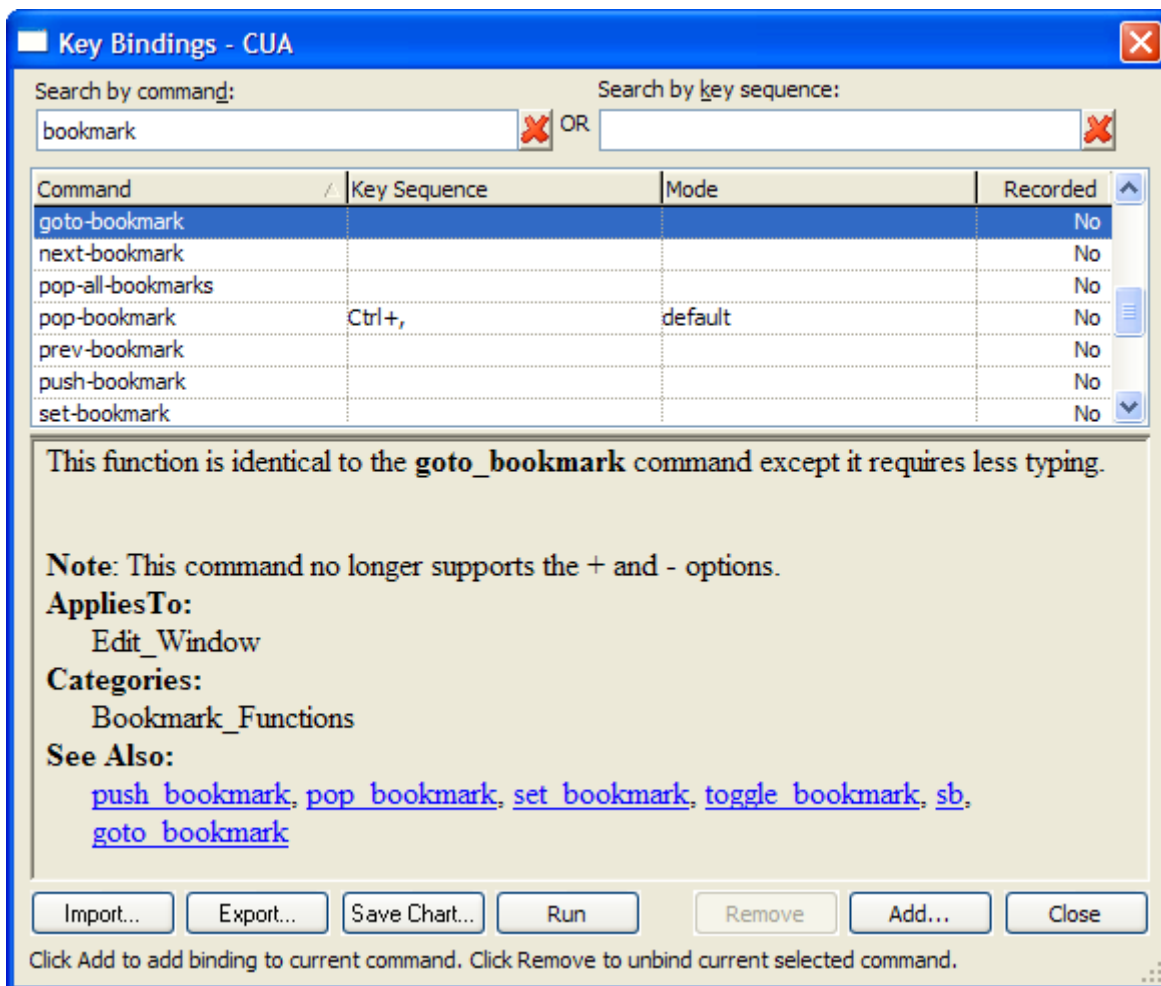 Key Bindings - CUA
Search by command:
Search by key sequence:
bookmark
OR
Command Key Sequence Mode Recorded
goto-bookmark No
next-bookmark No
pop-all-bookmarks No
pop-bookmark Ctrl+, default No
prev-bookmark No
push-bookmark No
set-bookmark No
This function is identical to the goto_bookmark command except it requires less typing.
Note: This command no longer supports the + and - options.
AppliesTo:
Edit_Window
Categories:
Bookmark_Functions
See Also:
push_bookmark, pop_bookmark, set_bookmark, toggle_bookmark, sb,
goto_bookmark
Import... Export... Save Chart... Run Remove Add... Close
Click Add to add binding to current command. Click Remove to unbind current selected command.